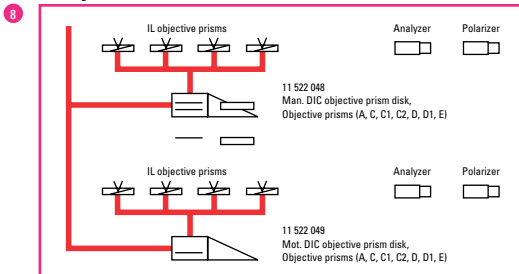 8
IL objective prisms
Analyzer
Polarizer
11 522 048
Man. DIC objective prism disk,
Objective prisms (A, C, C1, C2, D, D1, E)
IL objective prisms
Analyzer
Polarizer
11 522 049
Mot. DIC objective prism disk,
Objective prisms (A, C, C1, C2, D, D1, E)